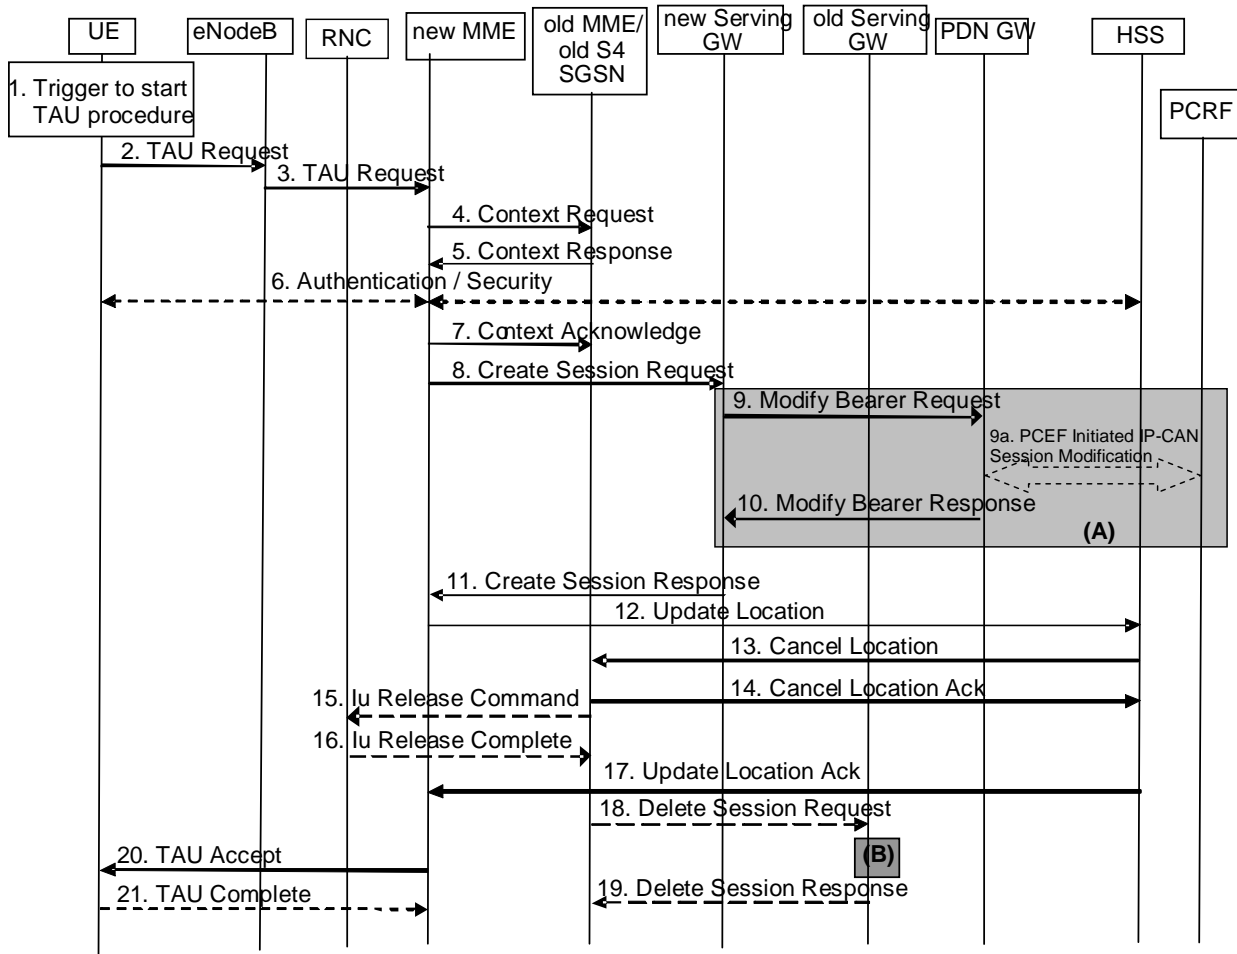 UE
eNodeB
RNC
new MME
old MME/
old S4
SGSN
new Serving
GW
old Serving
GW
PDN GW
HSS
PCRF
1. Trigger to start
TAU procedure
2. TAU Request
3. TAU Request
4. Context Request
5. Context Response
6. Authentication / Security
7. Context Acknowledge
8. Create Session Request
9. Modify Bearer Request
9a. PCEF Initiated IP-CAN
Session Modification
10. Modify Bearer Response
(A)
11. Create Session Response
12. Update Location
13. Cancel Location
14. Cancel Location Ack
15. Iu Release Command
16. Iu Release Complete
17. Update Location Ack
18. Delete Session Request
(B)
20. TAU Accept
19. Delete Session Response
21. TAU Complete